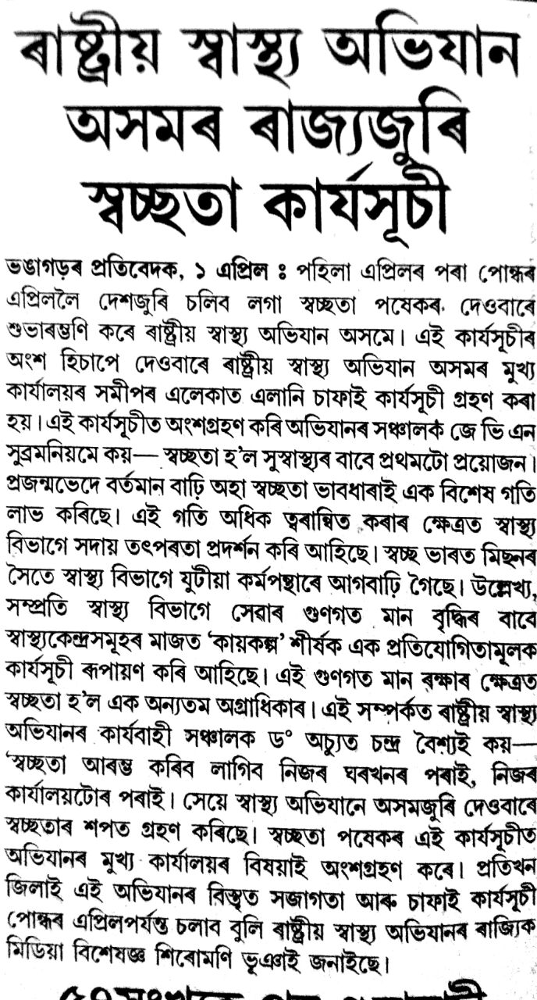 ৰাষ্ট্ৰীয় স্বাস্থ্য অভিযান
অসমৰ ৰাজ্যজুৰি
স্বচ্ছতা কাৰ্যসূচী
ভঙাগড়ৰ প্ৰতিবেদক, ১ এপ্ৰিল ঃ পহিলা এপ্ৰিলৰ পৰা পোন্ধৰ
এপ্ৰিললৈ দেশজুৰি চলিব লগা স্বচ্ছতা পষেকৰ দেওবাৰে
শুভাৰম্ভণি কৰে ৰাষ্ট্ৰীয় স্বাস্থ্য অভিযান অসমে। এই কাৰ্যসূচীৰ
অংশ হিচাপে দেওবাৰে ৰাষ্ট্ৰীয় স্বাস্থ্য অভিযান অসমৰ মুখ্য
কাৰ্যালয়ৰ সমীপৰ এলেকাত এলানি চাফাই কাৰ্যসূচী গ্ৰহণ কৰা
হয়। এই কাৰ্যসূচীত অংশগ্ৰহণ কৰি অভিযানৰ সঞ্চালক জে ভি এন
সুব্ৰমনিয়মে কয়— স্বচ্ছতা হ’ল সুস্বাস্থ্যৰ বাবে প্ৰথমটো প্ৰয়োজন।
প্ৰজন্মভেদে বৰ্তমান বাঢ়ি অহা স্বচ্ছতা ভাবধাৰাই এক বিশেষ গতি
লাভ কৰিছে। এই গতি অধিক ত্বৰান্বিত কৰাৰ ক্ষেত্ৰত স্বাস্থ্য
বিভাগে সদায় তৎপৰতা প্ৰদৰ্শন কৰি আহিছে। স্বচ্ছ ভাৰত মিছনৰ
সৈতে স্বাস্থ্য বিভাগে যুটীয়া কৰ্মপন্থাৰে আগবাঢ়ি গৈছে। উল্লেখ্য,
সম্প্ৰতি স্বাস্থ্য বিভাগে সেৱাৰ গুণগত মান বৃদ্ধিৰ বাবে
স্বাস্থ্যকেন্দ্ৰসমূহৰ মাজত ‘কায়কল্প’ শীৰ্ষক এক প্ৰতিযোগিতামূলক
কাৰ্যসূচী ৰূপায়ণ কৰি আহিছে। এই গুণগত মান ৰক্ষাৰ ক্ষেত্ৰত
স্বচ্ছতা হ’ল এক অন্যতম অগ্ৰাধিকাৰ। এই সম্পৰ্কত ৰাষ্ট্ৰীয় স্বাস্থ্য
অভিযানৰ কাৰ্যবাহী সঞ্চালক ড° অচ্যুত চন্দ্ৰ বৈশ্যই কয়—
‘স্বচ্ছতা আৰম্ভ কৰিব লাগিব নিজৰ ঘৰখনৰ পৰাই, নিজৰ
কাৰ্যালয়টোৰ পৰাই। সেয়ে স্বাস্থ্য অভিযানে অসমজুৰি দেওবাৰে
স্বচ্ছতাৰ শপত গ্ৰহণ কৰিছে। স্বচ্ছতা পষেকৰ এই কাৰ্যসূচীত
অভিযানৰ মুখ্য কাৰ্যালয়ৰ বিষয়াই অংশগ্ৰহণ কৰে। প্ৰতিখন
জিলাই এই অভিযানৰ বিস্তৃত সজাগতা আৰু চাফাই কাৰ্যসূচী
পোন্ধৰ এপ্ৰিলপৰ্যন্ত চলাব বুলি ৰাষ্ট্ৰীয় স্বাস্থ্য অভিযানৰ ৰাজ্যিক
মিডিয়া বিশেষজ্ঞ শিৰোমণি ভূঞাই জনাইছে।